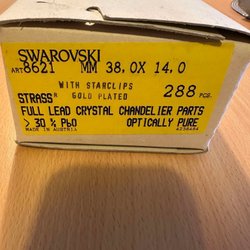 SWAROVSKI
ART 8621 MM 38,0X 14,0
WITH STARCLIPS
STRASS® GOLD PLATED 288 PCS.
FULL LEAD CRYSTAL CHANDELIER PARTS
> 30 % PbO OPTICALLY PURE
MADE IN AUSTRIA